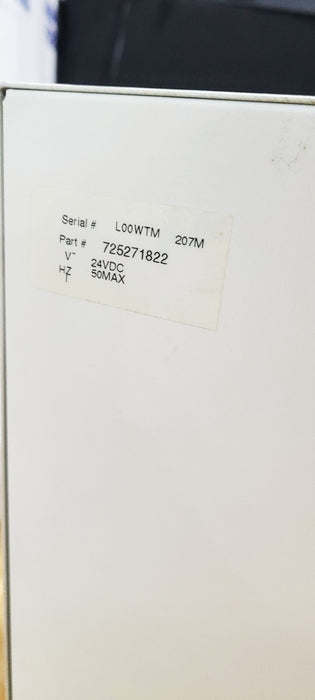 Serial # L00WTM 207M
Part # 725271822
V⎓ 24VDC
HZ
T 50MAX